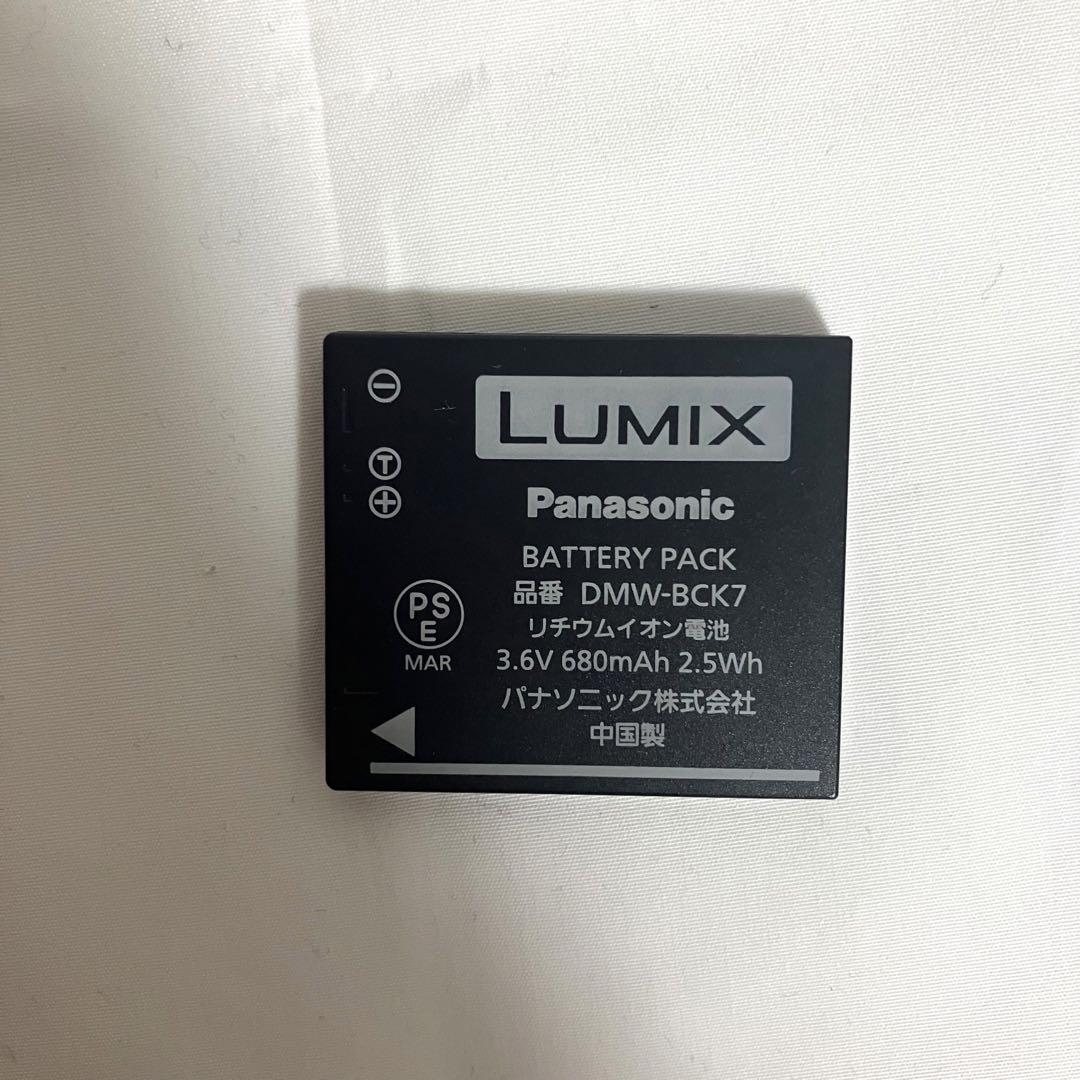 LUMIX
Panasonic
BATTERY PACK
品番 DMW-BCK7
リチウムイオン電池
3.6V 680mAh 2.5Wh
パナソニック株式会社
中国製
⊖
Ⓣ
⊕
PS
E
MAR